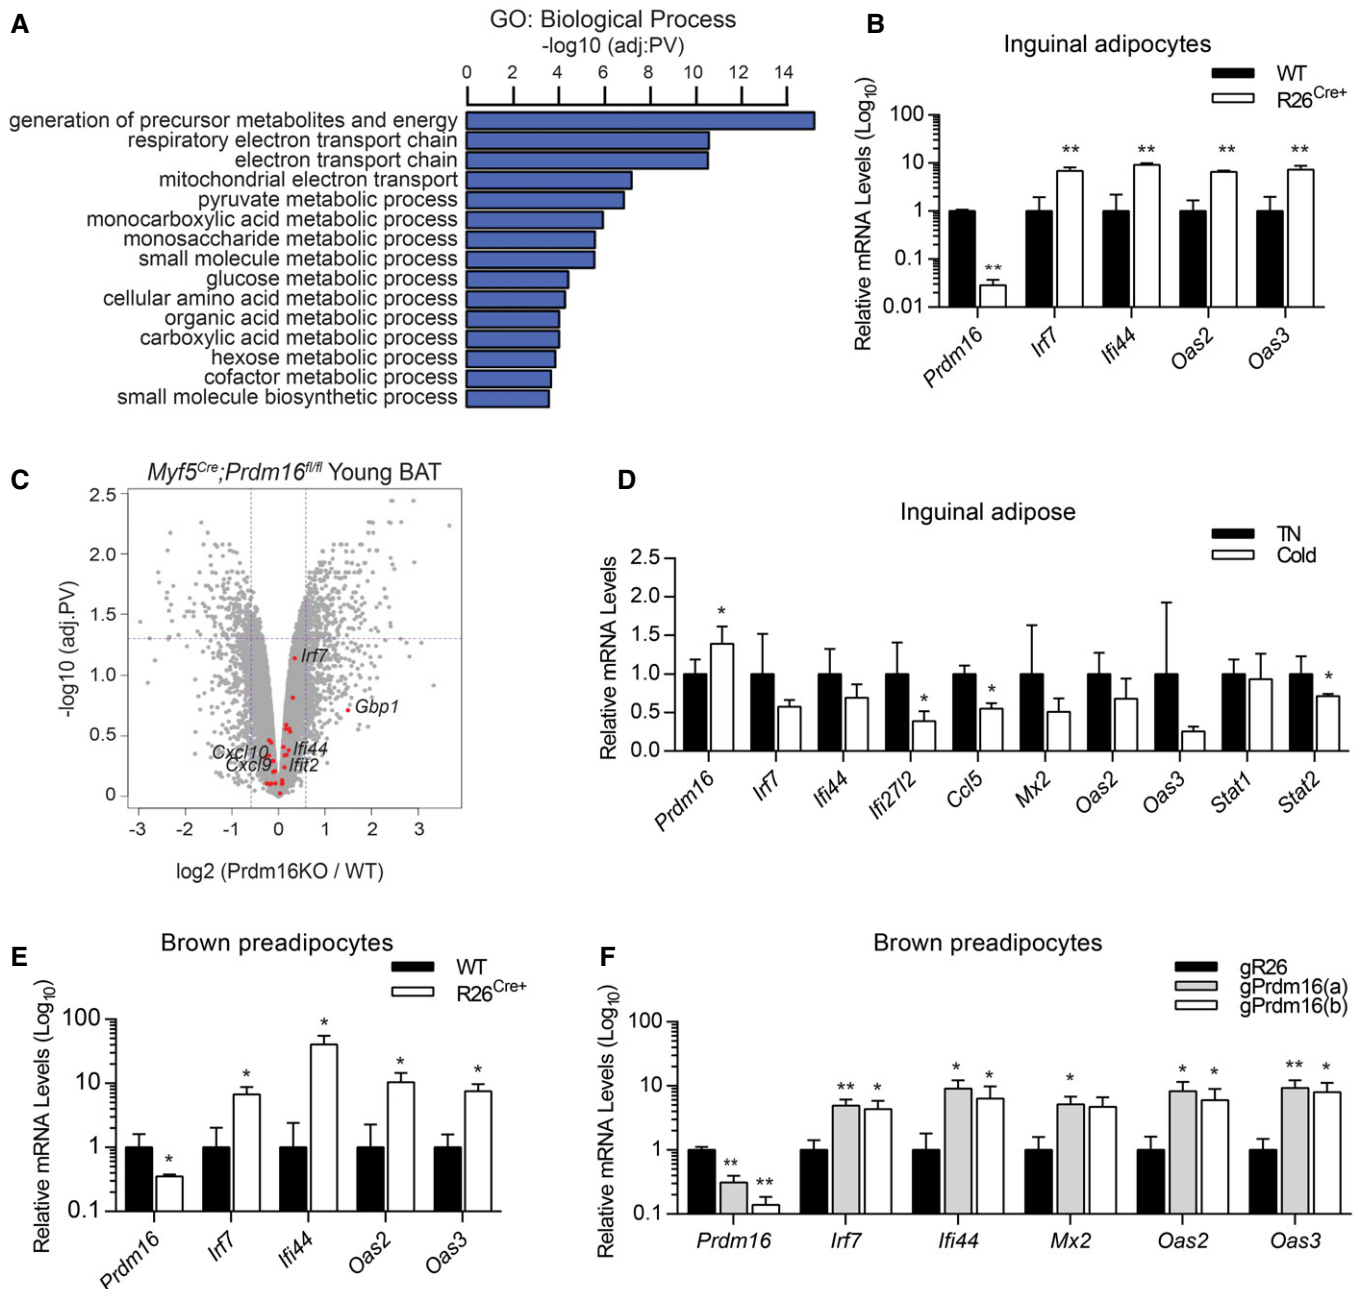 A
GO: Biological Process
-log10 (adj:PV)
0 2 4 6 8 10 12 14
generation of precursor metabolites and energy
respiratory electron transport chain
electron transport chain
mitochondrial electron transport
pyruvate metabolic process
monocarboxylic acid metabolic process
monosaccharide metabolic process
small molecule metabolic process
glucose metabolic process
cellular amino acid metabolic process
organic acid metabolic process
carboxylic acid metabolic process
hexose metabolic process
cofactor metabolic process
small molecule biosynthetic process
B
Inguinal adipocytes
WT
R26Cre+
Relative mRNA Levels (Log10)
100
10
1
0.1
0.01
** ** ** ** **
Prdm16 Irf7 Ifi44 Oas2 Oas3
C
Myf5Cre;Prdm16fl/fl Young BAT
-log10 (adj.PV)
2.5
2.0
1.5
1.0
0.5
0
Irf7
Gbp1
Cxcl10
Ifi44
Cxcl9
Ifit2
-3 -2 -1 0 1 2 3
log2 (Prdm16KO / WT)
D
Inguinal adipose
TN
Cold
Relative mRNA Levels
2.5
2.0
1.5
1.0
0.5
0.0
* * * *
Prdm16 Irf7 Ifi44 Ifi27l2 Ccl5 Mx2 Oas2 Oas3 Stat1 Stat2
E
Brown preadipocytes
WT
R26Cre+
Relative mRNA Levels (Log10)
100
10
1
0.1
* * * * *
Prdm16 Irf7 Ifi44 Oas2 Oas3
F
Brown preadipocytes
gR26
gPrdm16(a)
gPrdm16(b)
Relative mRNA Levels (Log10)
100
10
1
0.1
** ** ** * * * * * * ** *
Prdm16 Irf7 Ifi44 Mx2 Oas2 Oas3